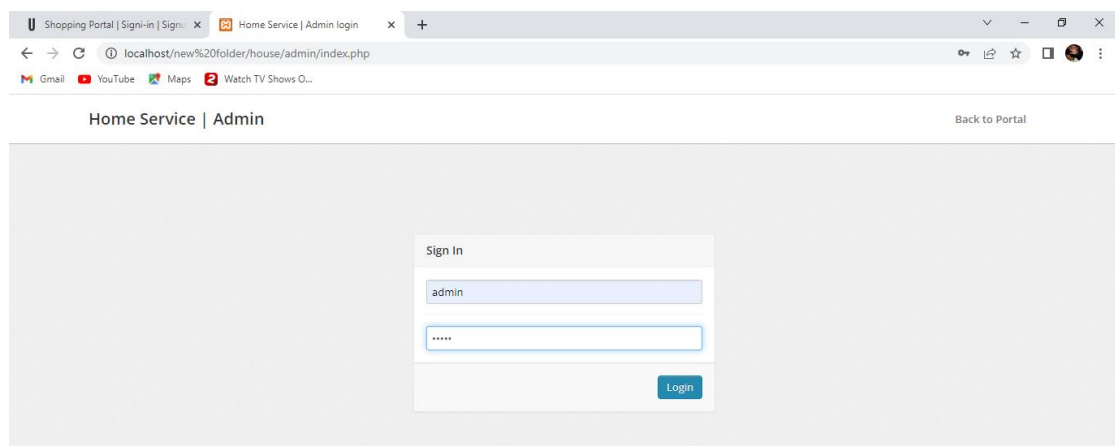 Shopping Portal | Signi-in | Signu
Home Service | Admin login
localhost/new%20folder/house/admin/index.php
Gmail YouTube Maps Watch TV Shows O...
Home Service | Admin
Back to Portal
Sign In
admin
•••••
Login